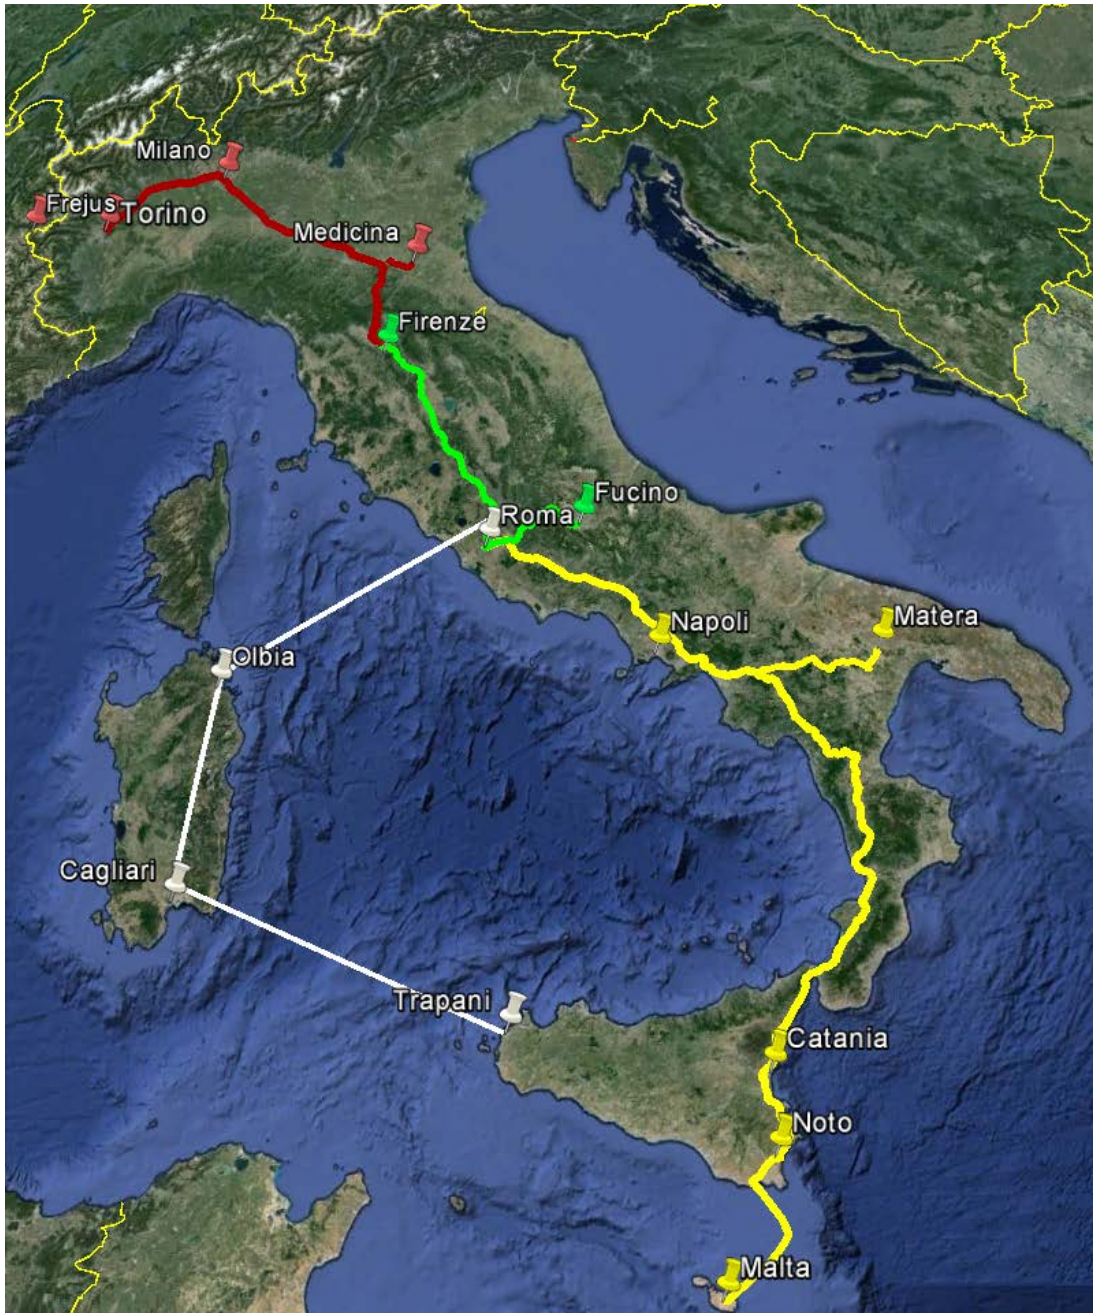 Milano
Frejus
Torino
Medicina
Firenze
Fucino
Roma
Napoli
Matera
Olbia
Cagliari
Trapani
Catania
Noto
Malta